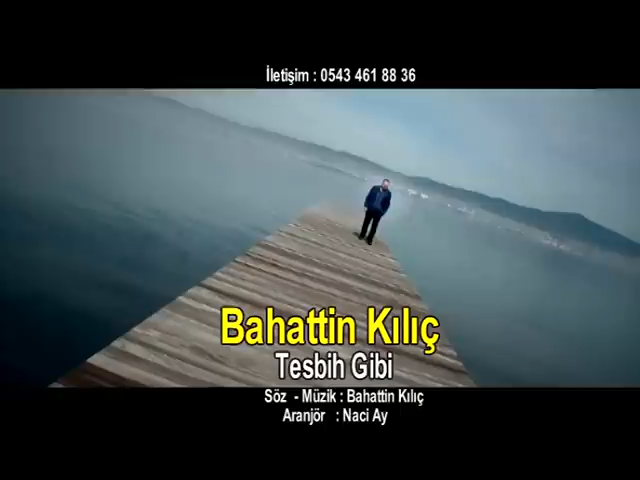 İletişim : 0543 461 88 36
Bahattin Kılıç
Tesbih Gibi
Söz - Müzik : Bahattin Kılıç
Aranjör : Naci Ay